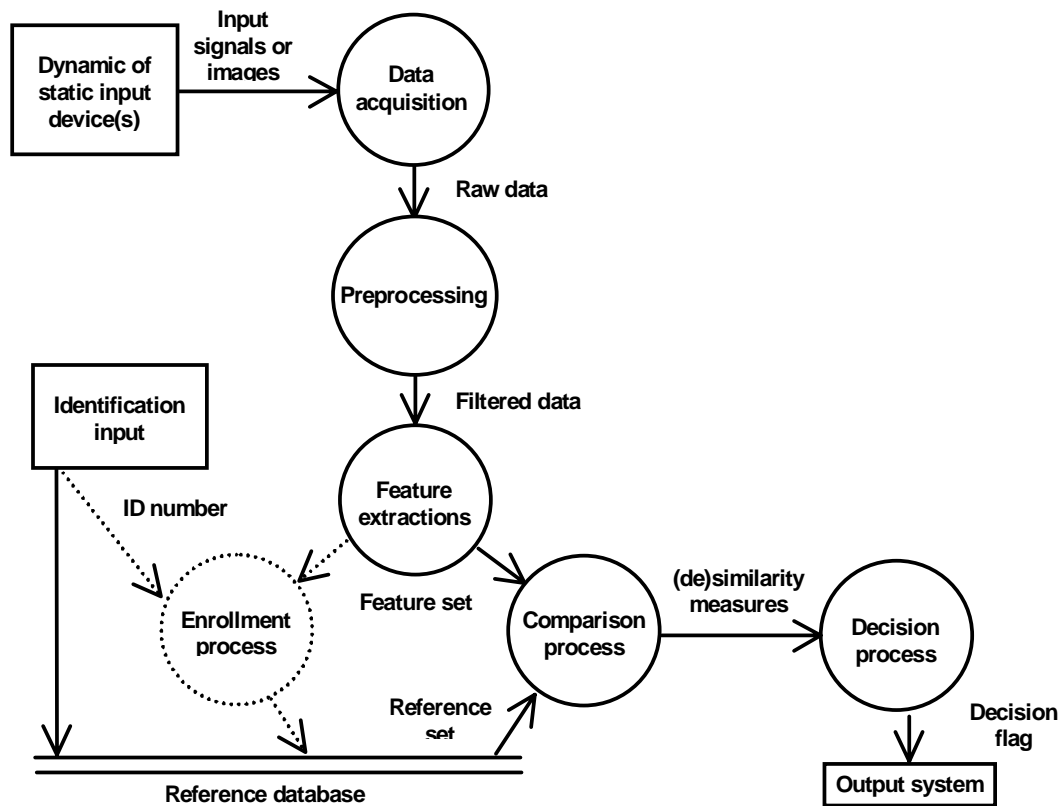 Input
signals or
images
Dynamic of
static input
device(s)
Data
acquisition
Raw data
Preprocessing
Filtered data
Identification
input
ID number
Feature
extractions
Feature set
Enrollment
process
Comparison
process
(de)similarity
measures
Decision
process
Reference
set
Decision
flag
Output system
Reference database